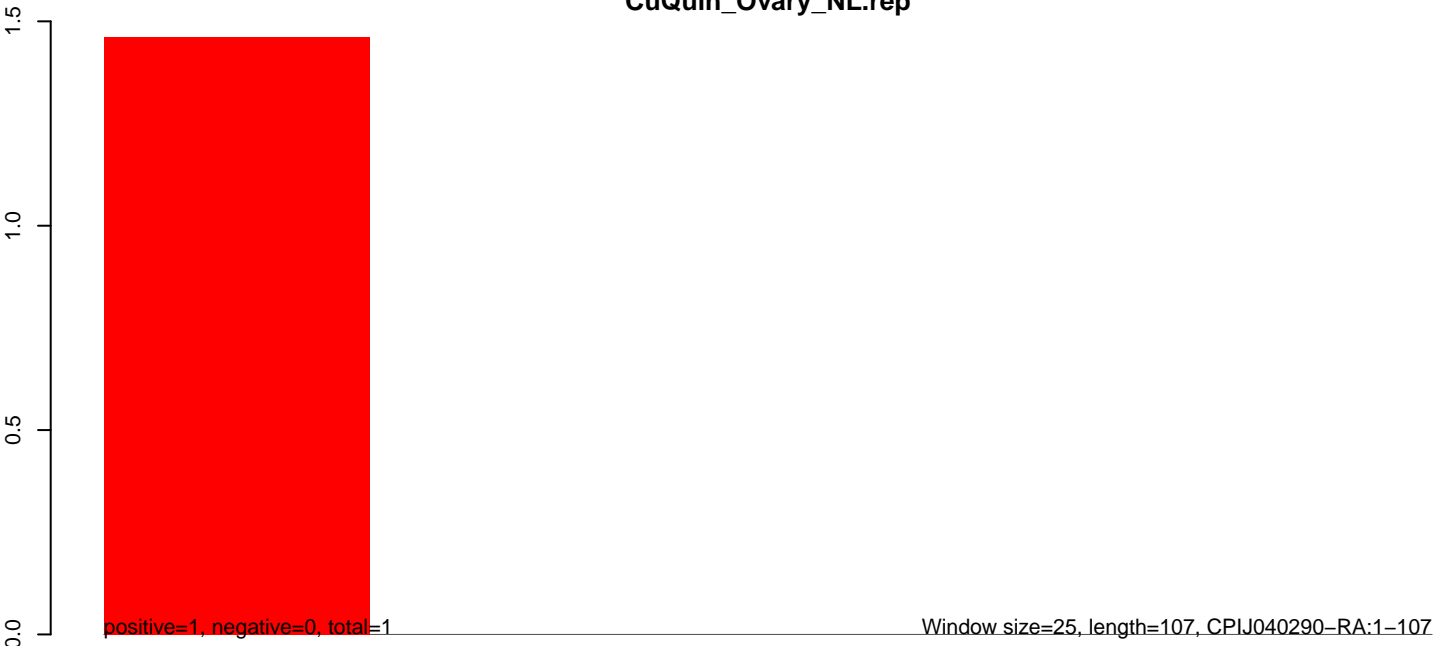 CuQuin_Ovary_NL.rep
1.5
1.0
0.5
0.0
positive=1, negative=0, total=1
Window size=25, length=107, CPIJ040290−RA:1−107